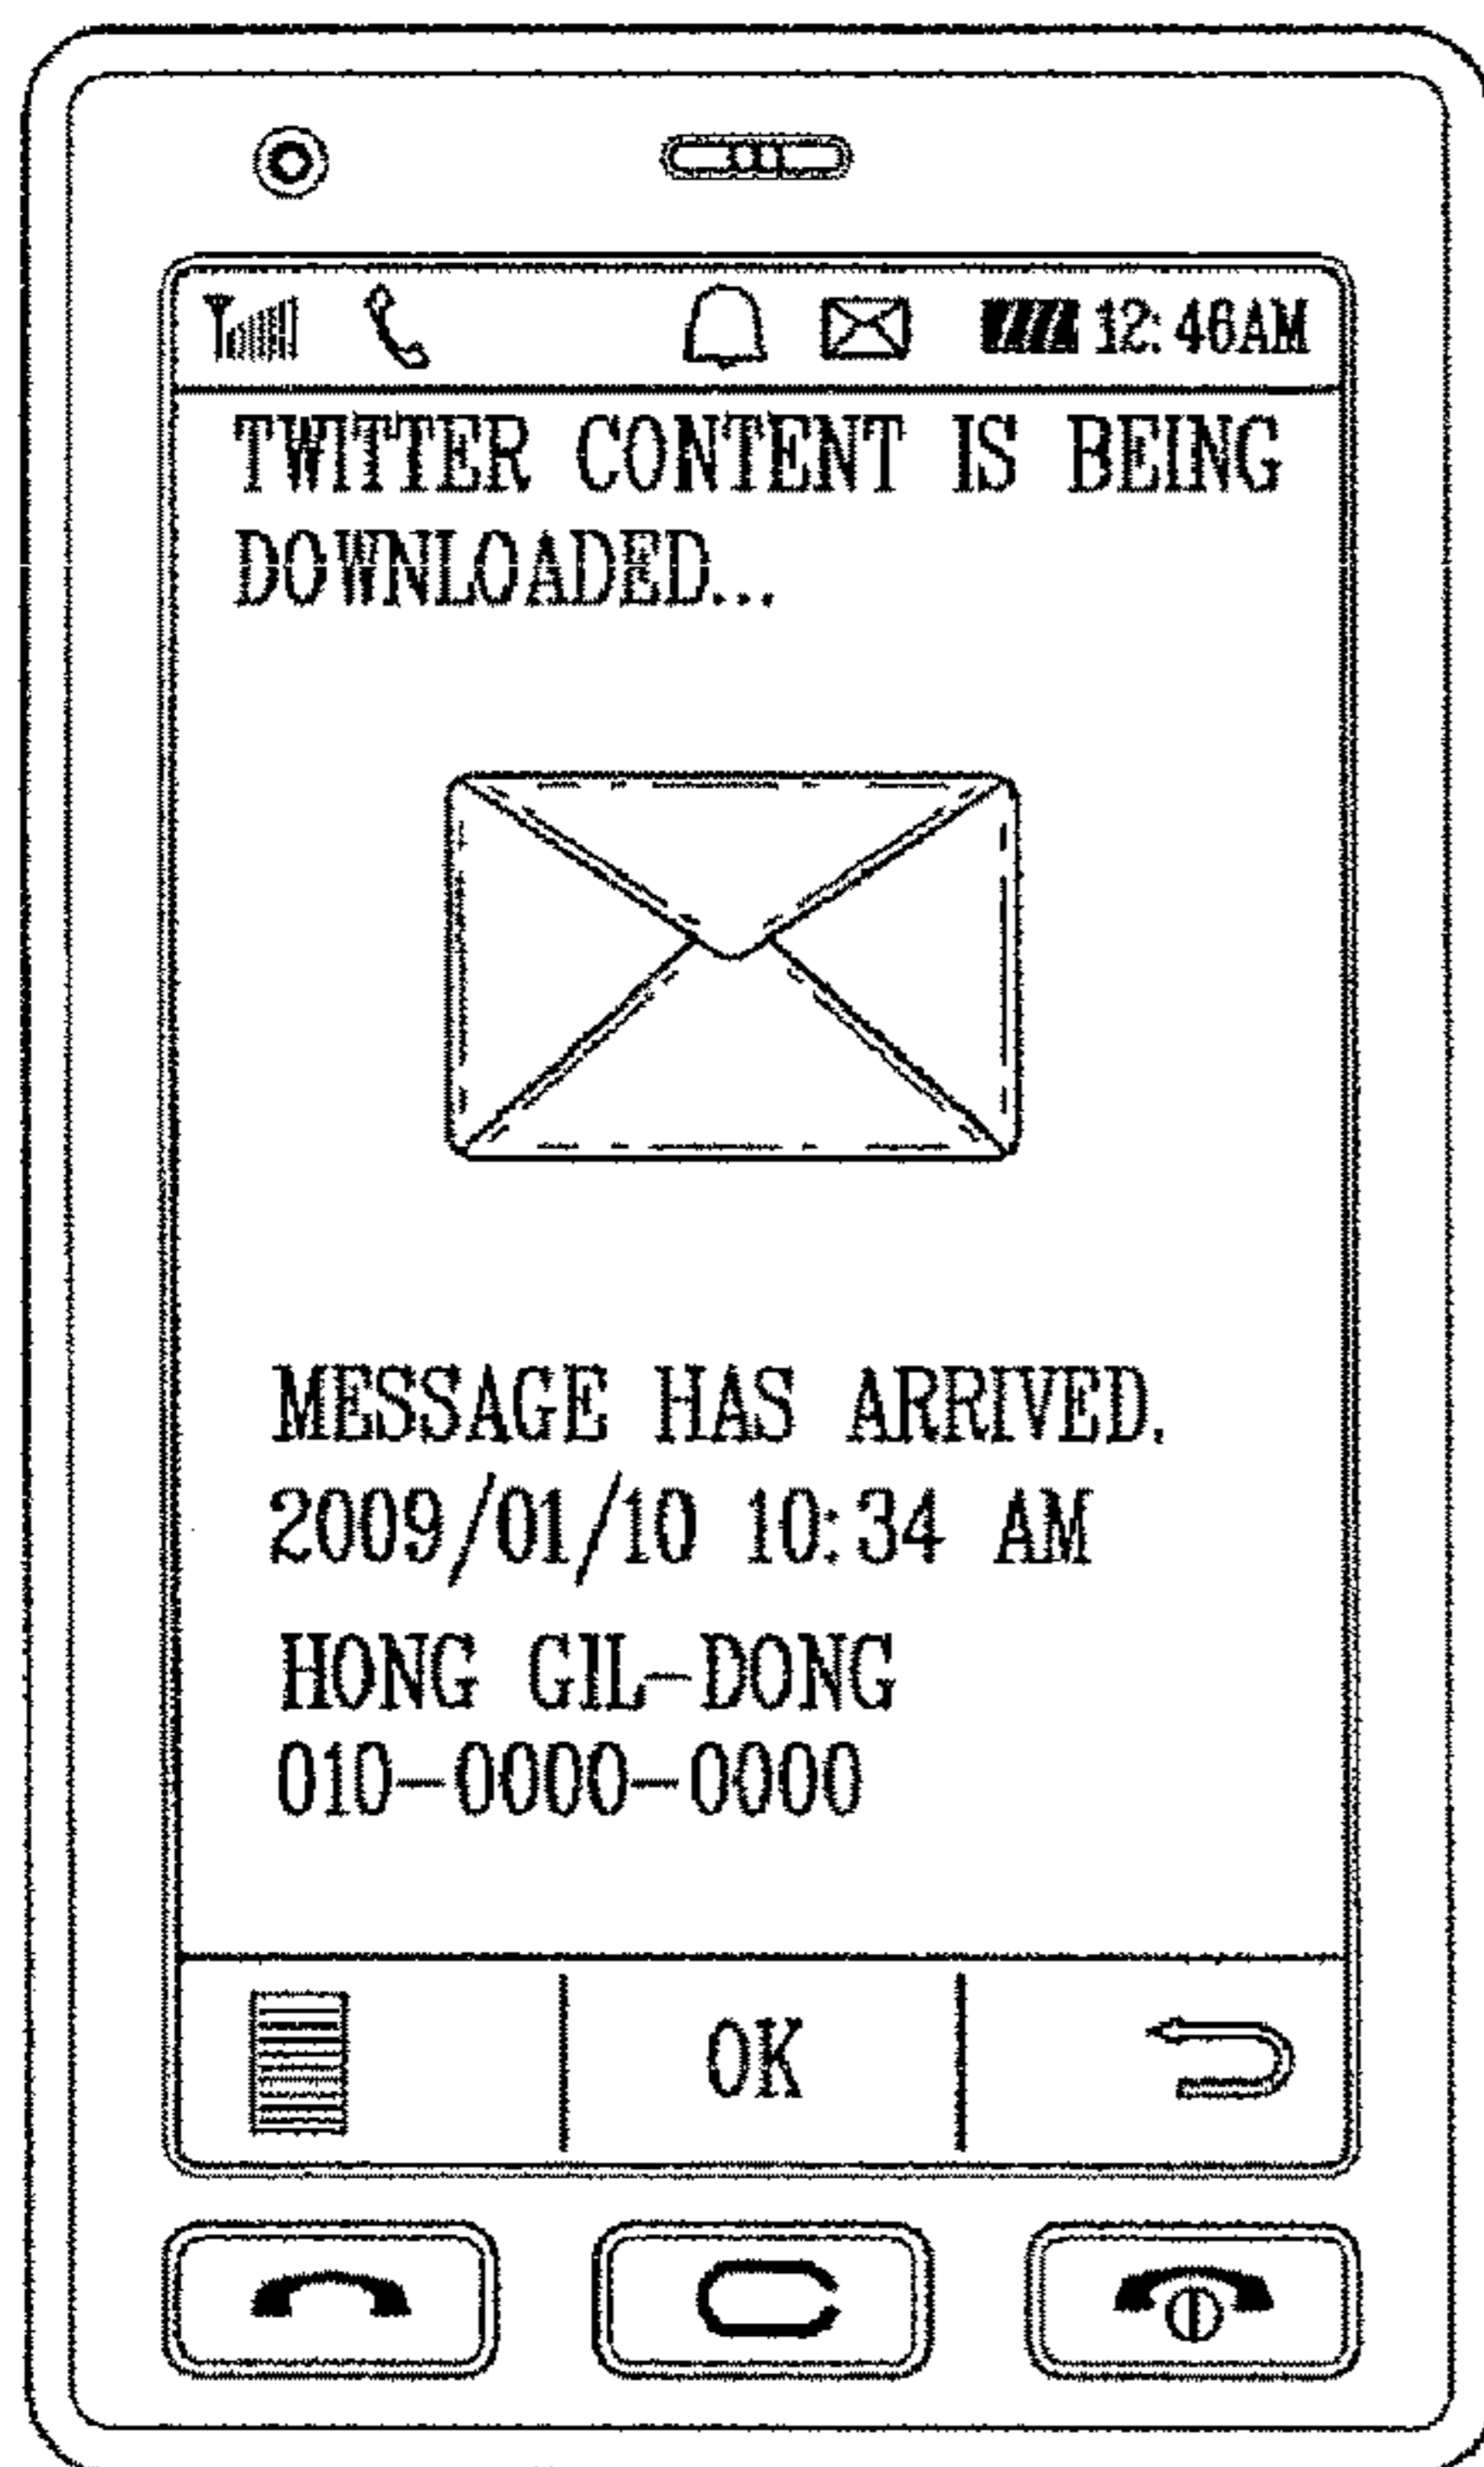 12:46AM
TWITTER CONTENT IS BEING
DOWNLOADED...
MESSAGE HAS ARRIVED.
2009/01/10 10:34 AM
HONG GIL-DONG
010-0000-0000
OK
C